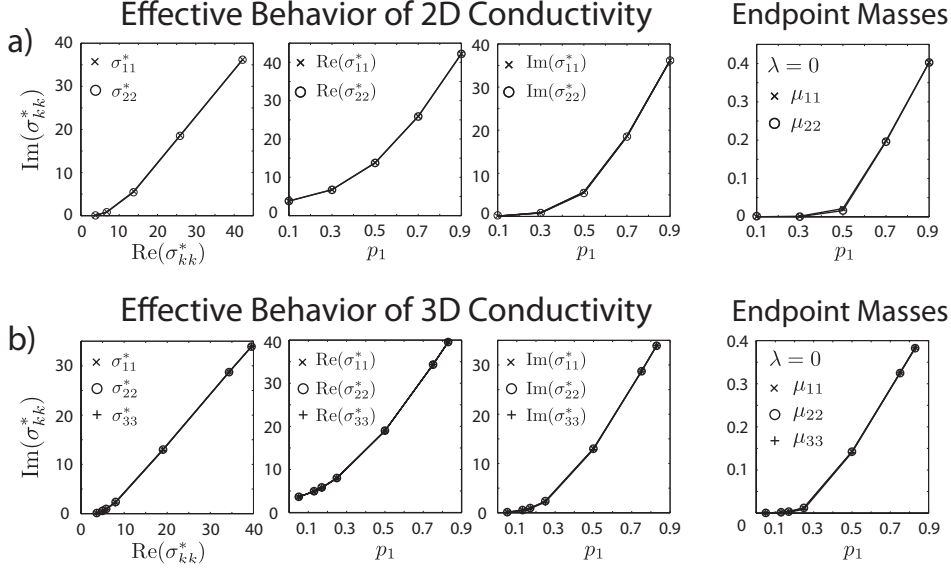 Effective Behavior of 2D Conductivity
Endpoint Masses
a)
Im(σ*kk)
40
30
20
10
0
× σ*11
○ σ*22
0 10 20 30 40
Re(σ*kk)
50
40
30
20
10
0
× Re(σ*11)
○ Re(σ*22)
0.1 0.3 0.5 0.7 0.9
p1
40
30
20
10
0
× Im(σ*11)
○ Im(σ*22)
0.1 0.3 0.5 0.7 0.9
p1
0.4
0.3
0.2
0.1
0
λ = 0
× μ11
○ μ22
0.1 0.3 0.5 0.7 0.9
p1
Effective Behavior of 3D Conductivity
Endpoint Masses
b)
Im(σ*kk)
30
20
10
0
× σ*11
○ σ*22
+ σ*33
0 10 20 30 40
Re(σ*kk)
40
30
20
10
0
× Re(σ*11)
○ Re(σ*22)
+ Re(σ*33)
0.1 0.3 0.5 0.7 0.9
p1
30
20
10
0
× Im(σ*11)
○ Im(σ*22)
+ Im(σ*33)
0.1 0.3 0.5 0.7 0.9
p1
0.4
0.3
0.2
0.1
0
λ = 0
× μ11
○ μ22
+ μ33
0.1 0.3 0.5 0.7 0.9
p1